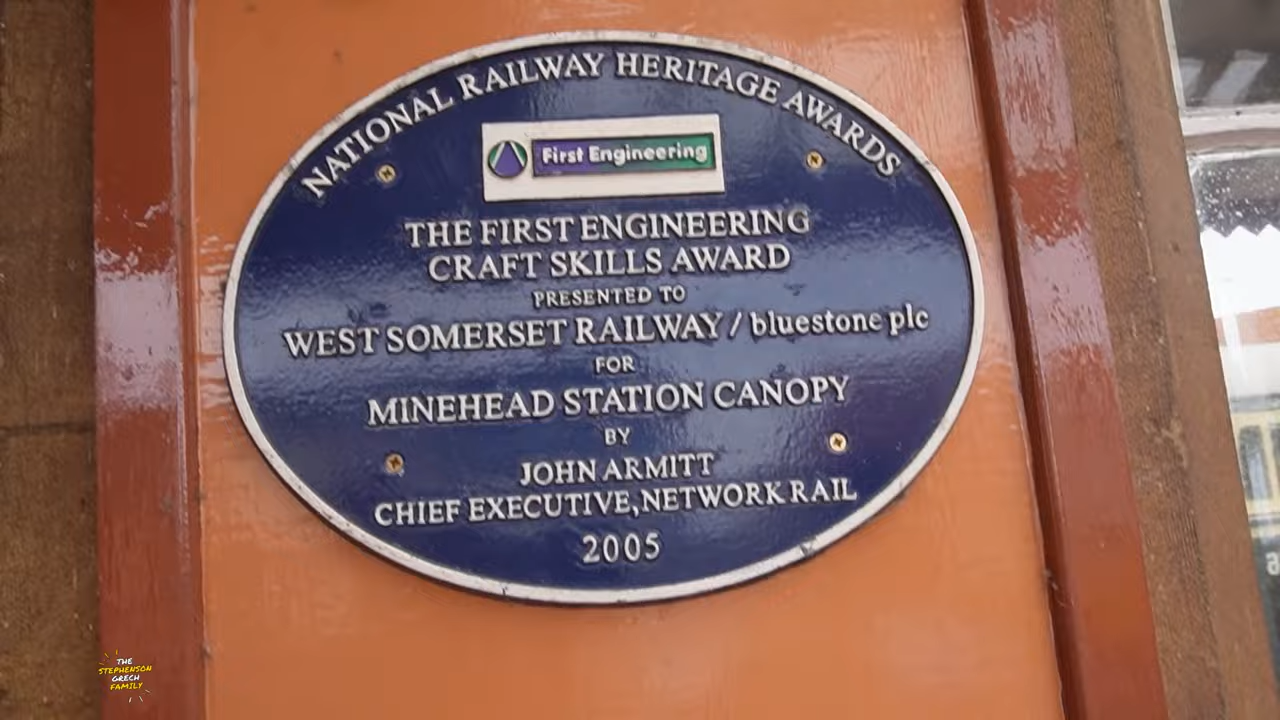 NATIONAL RAILWAY HERITAGE AWARDS
First Engineering
THE FIRST ENGINEERING
CRAFT SKILLS AWARD
PRESENTED TO
WEST SOMERSET RAILWAY / bluestone plc
FOR
MINEHEAD STATION CANOPY
BY
JOHN ARMITT
CHIEF EXECUTIVE, NETWORK RAIL
2005
THE
STEPHENSON
GRECH
FAMILY